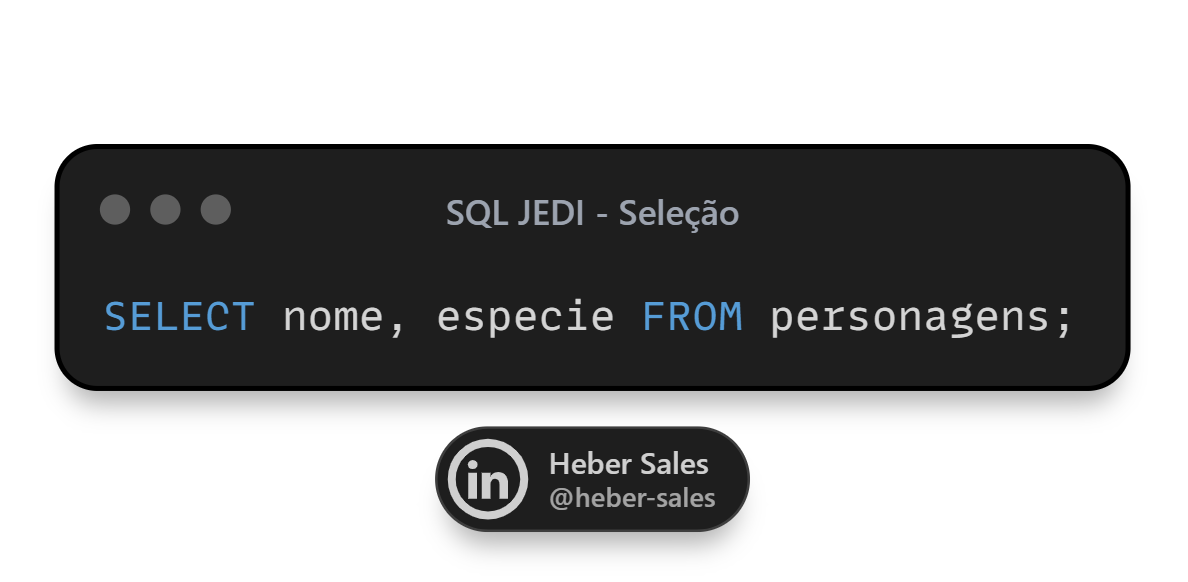 SQL JEDI - Seleção
SELECT nome, especie FROM personagens;
in
Heber Sales
@heber-sales